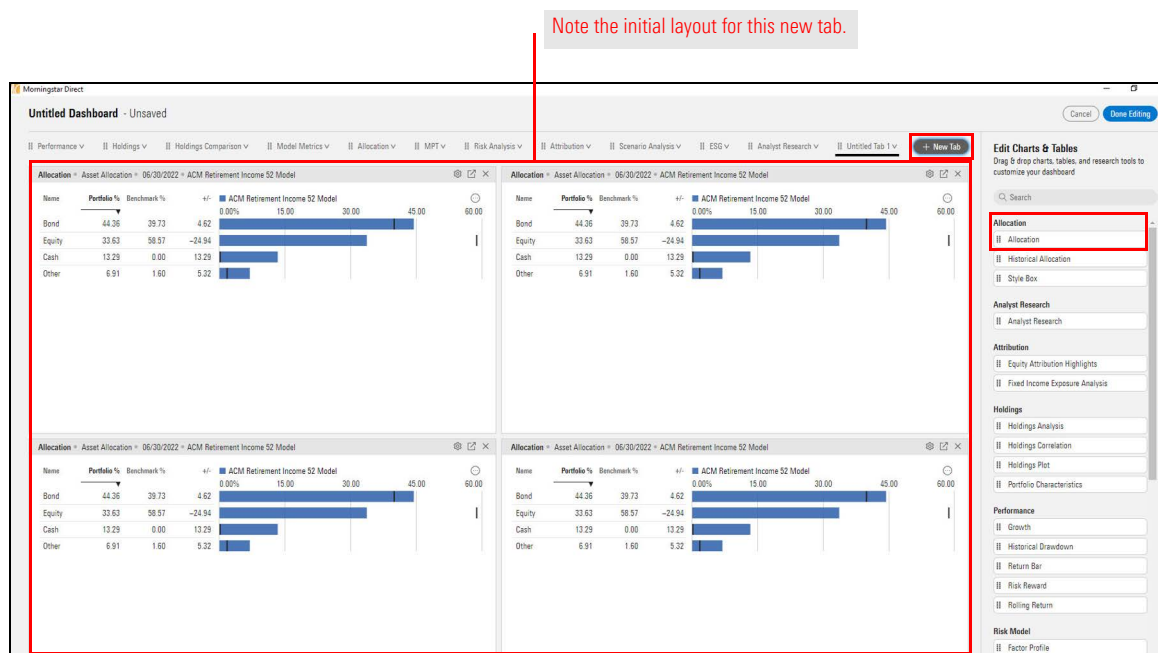 Note the initial layout for this new tab.
Morningstar Direct
Untitled Dashboard - Unsaved
Cancel Done Editing
Performance Holdings Holdings Comparison Model Metrics Allocation MPT Risk Analysis Attribution Scenario Analysis ESG Analyst Research Untitled Tab 1 + New Tab
Allocation Asset Allocation 06/30/2022 ACM Retirement Income 52 Model
Name Portfolio % Benchmark % +/- ACM Retirement Income 52 Model
0.00% 15.00 30.00 45.00 60.00
Bond 44.36 39.73 4.62
Equity 33.63 58.57 −24.94
Cash 13.29 0.00 13.29
Other 6.91 1.60 5.32
Allocation Asset Allocation 06/30/2022 ACM Retirement Income 52 Model
Name Portfolio % Benchmark % +/- ACM Retirement Income 52 Model
0.00% 15.00 30.00 45.00 60.00
Bond 44.36 39.73 4.62
Equity 33.63 58.57 −24.94
Cash 13.29 0.00 13.29
Other 6.91 1.60 5.32
Allocation Asset Allocation 06/30/2022 ACM Retirement Income 52 Model
Name Portfolio % Benchmark % +/- ACM Retirement Income 52 Model
0.00% 15.00 30.00 45.00 60.00
Bond 44.36 39.73 4.62
Equity 33.63 58.57 −24.94
Cash 13.29 0.00 13.29
Other 6.91 1.60 5.32
Allocation Asset Allocation 06/30/2022 ACM Retirement Income 52 Model
Name Portfolio % Benchmark % +/- ACM Retirement Income 52 Model
0.00% 15.00 30.00 45.00 60.00
Bond 44.36 39.73 4.62
Equity 33.63 58.57 −24.94
Cash 13.29 0.00 13.29
Other 6.91 1.60 5.32
Edit Charts & Tables
Drag & drop charts, tables, and research tools to
customize your dashboard
Search
Allocation
Allocation
Historical Allocation
Style Box
Analyst Research
Analyst Research
Attribution
Equity Attribution Highlights
Fixed Income Exposure Analysis
Holdings
Holdings Analysis
Holdings Correlation
Holdings Plot
Portfolio Characteristics
Performance
Growth
Historical Drawdown
Return Bar
Risk Reward
Rolling Return
Risk Model
Factor Profile